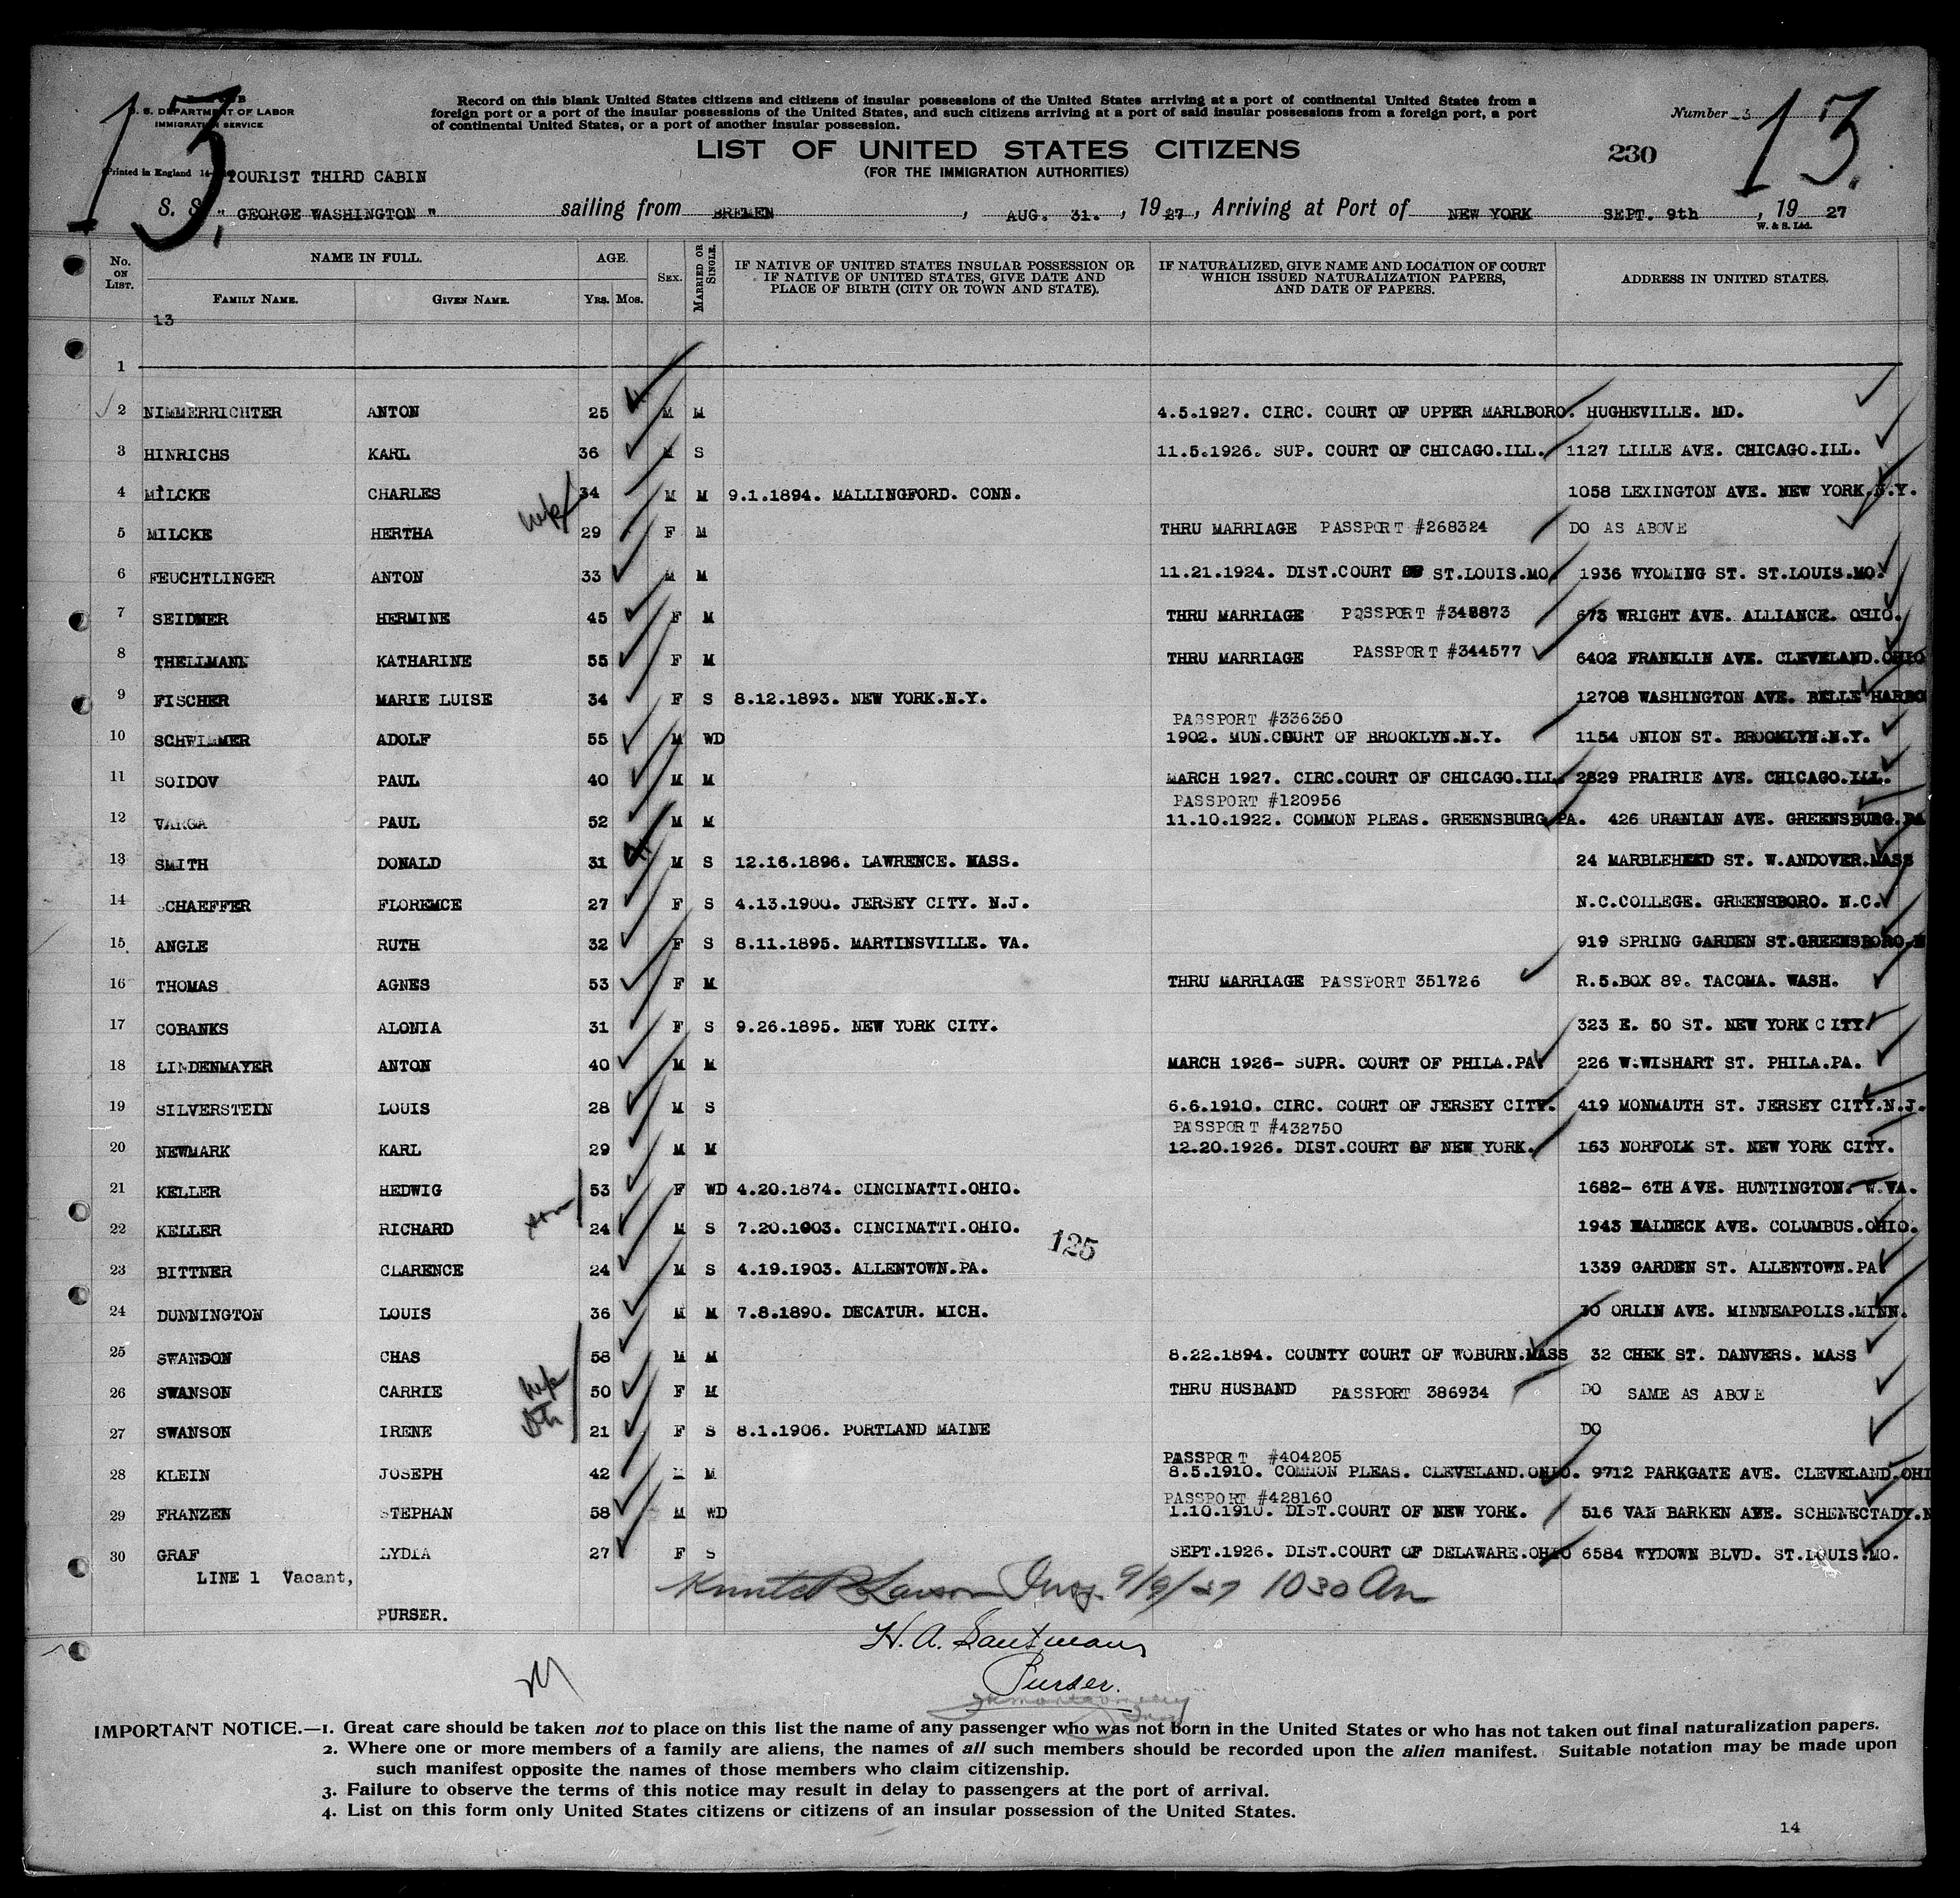 U. S. DEPARTMENT OF LABOR
IMMIGRATION SERVICE
Record on this blank United States citizens and citizens of insular possessions of the United States arriving at a port of continental United States from a
foreign port or a port of the insular possessions of the United States, and such citizens arriving at a port of said insular possessions from a foreign port, a port
of continental United States, or a port of another insular possession.
Number 13
13.
13.
LIST OF UNITED STATES CITIZENS
(FOR THE IMMIGRATION AUTHORITIES)
230
Printed in England
TOURIST THIRD CABIN
S. S. " GEORGE WASHINGTON " sailing from BREMEN, AUG. 31., 1927, Arriving at Port of NEW YORK SEPT. 9th, 1927
W. & S. Ltd.
No. ON LIST. NAME IN FULL. FAMILY NAME. GIVEN NAME. AGE. YRS. MOS. SEX. MARRIED OR SINGLE. IF NATIVE OF UNITED STATES INSULAR POSSESSION OR IF NATIVE OF UNITED STATES, GIVE DATE AND PLACE OF BIRTH (CITY OR TOWN AND STATE). IF NATURALIZED, GIVE NAME AND LOCATION OF COURT WHICH ISSUED NATURALIZATION PAPERS, AND DATE OF PAPERS. ADDRESS IN UNITED STATES.
13
1
2 NIMMERRICHTER ANTON 25 M M 4.5.1927. CIRC. COURT OF UPPER MARLBORO. HUGHEVILLE. MD.
3 HINRICHS KARL 36 M S 11.5.1926. SUP. COURT OF CHICAGO.ILL. 1127 LILLE AVE. CHICAGO.ILL.
4 MILCKE CHARLES 34 M M 9.1.1894. MALLINGFORD. CONN. 1058 LEXINGTON AVE. NEW YORK.N.Y.
5 MILCKE HERTHA wife 29 F M THRU MARRIAGE PASSPORT #268324 DO AS ABOVE
6 FEUCHTLINGER ANTON 33 M M 11.21.1924. DIST.COURT OF ST.LOUIS.MO. 1936 WYOMING ST. ST.LOUIS.MO.
7 SEIDNER HERMINE 45 F M THRU MARRIAGE PASSPORT 673 WRIGHT AVE. ALLIANCE. OHIO.
8 THELLMANN KATHARINE 55 F M THRU MARRIAGE PASSPORT #344577 6402 FRANKLIN AVE. CLEVELAND.OHIO
9 FISCHER MARIE LUISE 34 F S 8.12.1893. NEW YORK.N.Y. 12708 WASHINGTON AVE. BELLE HARBO
PASSPORT #336350
10 SCHWIMMER ADOLF 55 M WD 1902. MUN.COURT OF BROOKLYN.N.Y. 1154 UNION ST. BROOKLYN.N.Y.
11 SOIDOV PAUL 40 M M MARCH 1927. CIRC.COURT OF CHICAGO.ILL. 2829 PRAIRIE AVE. CHICAGO.ILL.
PASSPORT #120956
12 VARGA PAUL 52 M M 11.10.1922. COMMON PLEAS. GREENSBURG.PA. 426 URANIAN AVE. GREENSBURG.PA
13 SMITH DONALD 31 M S 12.16.1896. LAWRENCE. MASS. 24 MARBLEHEAD ST. W.ANDOVER.MASS
14 SCHAEFFER FLOREMCE 27 F S 4.13.1900. JERSEY CITY. N.J. N.C.COLLEGE. GREENSBORO. N.C.
15 ANGLE RUTH 32 F S 8.11.1895. MARTINSVILLE. VA. 919 SPRING GARDEN ST.GREENSBORO.N
16 THOMAS AGNES 53 F M THRU MARRIAGE PASSPORT 351726 R.5.BOX 89. TACOMA. WASH.
17 COBANKS ALONIA 31 F S 9.26.1895. NEW YORK CITY. 323 E. 50 ST. NEW YORK CITY.
18 LINDENMAYER ANTON 40 M M MARCH 1926- SUPR. COURT OF PHILA.PA. 226 W.WISHART ST. PHILA.PA.
19 SILVERSTEIN LOUIS 28 M S 6.6.1910. CIRC. COURT OF JERSEY CITY. 419 MONMAUTH ST. JERSEY CITY.N.J.
PASSPORT #432750
20 NEWMARK KARL 29 M M 12.20.1926. DIST.COURT OF NEW YORK. 163 NORFOLK ST. NEW YORK CITY.
21 KELLER HEDWIG 53 F WD 4.20.1874. CINCINATTI.OHIO. 1682- 6TH AVE. HUNTINGTON. W.VA.
22 KELLER RICHARD son 24 M S 7.20.1903. CINCINATTI.OHIO. 1943 WALDECK AVE. COLUMBUS.OHIO.
125
23 BITTNER CLARENCE 24 M S 4.19.1903. ALLENTOWN.PA. 1339 GARDEN ST. ALLENTOWN.PA.
24 DUNNINGTON LOUIS 36 M M 7.8.1890. DECATUR. MICH. 30 ORLIN AVE. MINNEAPOLIS.MINN.
25 SWANDON CHAS 58 M M 8.22.1894. COUNTY COURT OF WOBURN.MASS 32 CHEK ST. DANVERS. MASS
26 SWANSON CARRIE wife 50 F M THRU HUSBAND PASSPORT 386934 DO SAME AS ABOVE
27 SWANSON IRENE 21 F S 8.1.1906. PORTLAND MAINE DO
PASSPORT #404205
28 KLEIN JOSEPH 42 M M 8.5.1910. COMMON PLEAS. CLEVELAND.OHIO. 9712 PARKGATE AVE. CLEVELAND.OHI
PASSPORT #428160
29 FRANZEN STEPHAN 58 M WD 1.10.1910. DIST.COURT OF NEW YORK. 516 VAN BARKEN AVE. SCHENECTADY.N
30 GRAF LYDIA 27 F S SEPT.1926. DIST.COURT OF DELAWARE.OHIO 6584 WYDOWN BLVD. ST.LOUIS.MO.
LINE 1 Vacant,
Insp. 9/9/27 1030 Am
PURSER.
H. A.
Purser.
IMPORTANT NOTICE.—1. Great care should be taken not to place on this list the name of any passenger who was not born in the United States or who has not taken out final naturalization papers.
2. Where one or more members of a family are aliens, the names of all such members should be recorded upon the alien manifest. Suitable notation may be made upon
such manifest opposite the names of those members who claim citizenship.
3. Failure to observe the terms of this notice may result in delay to passengers at the port of arrival.
4. List on this form only United States citizens or citizens of an insular possession of the United States.
14